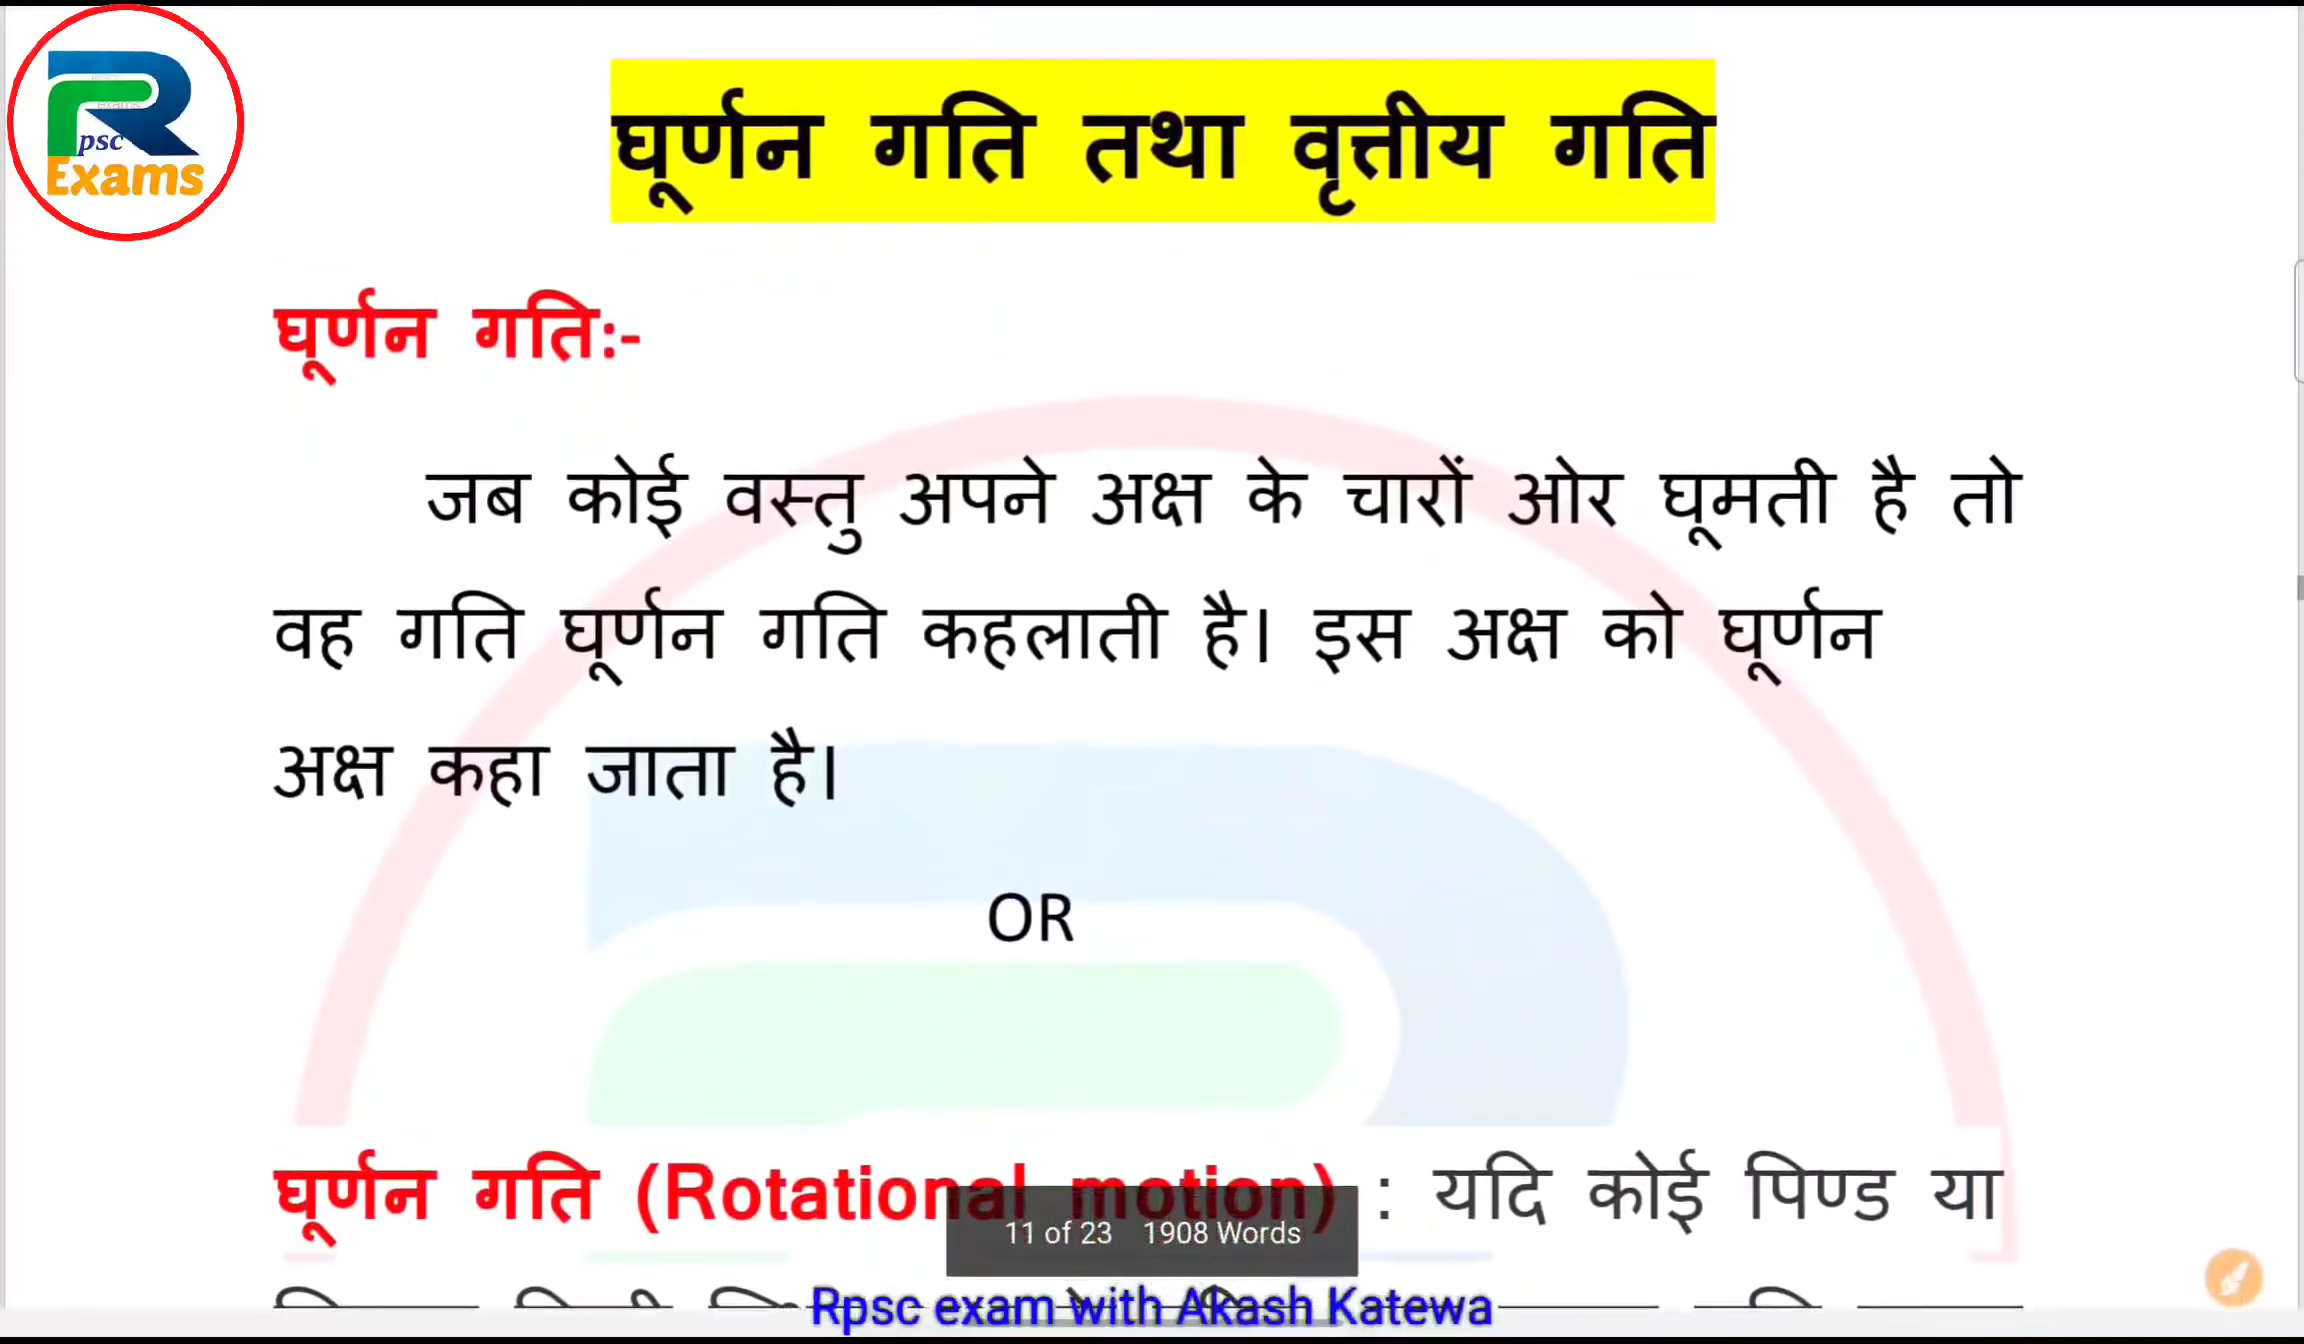 psc
Exams
घूर्णन गति तथा वृत्तीय गति
घूर्णन गति:-
जब कोई वस्तु अपने अक्ष के चारों ओर घूमती है तो
वह गति घूर्णन गति कहलाती है। इस अक्ष को घूर्णन
अक्ष कहा जाता है।
OR
घूर्णन गति (Rotational motion) : यदि कोई पिण्ड या
11 of 23 1908 Words
Rpsc exam with Akash Katewa